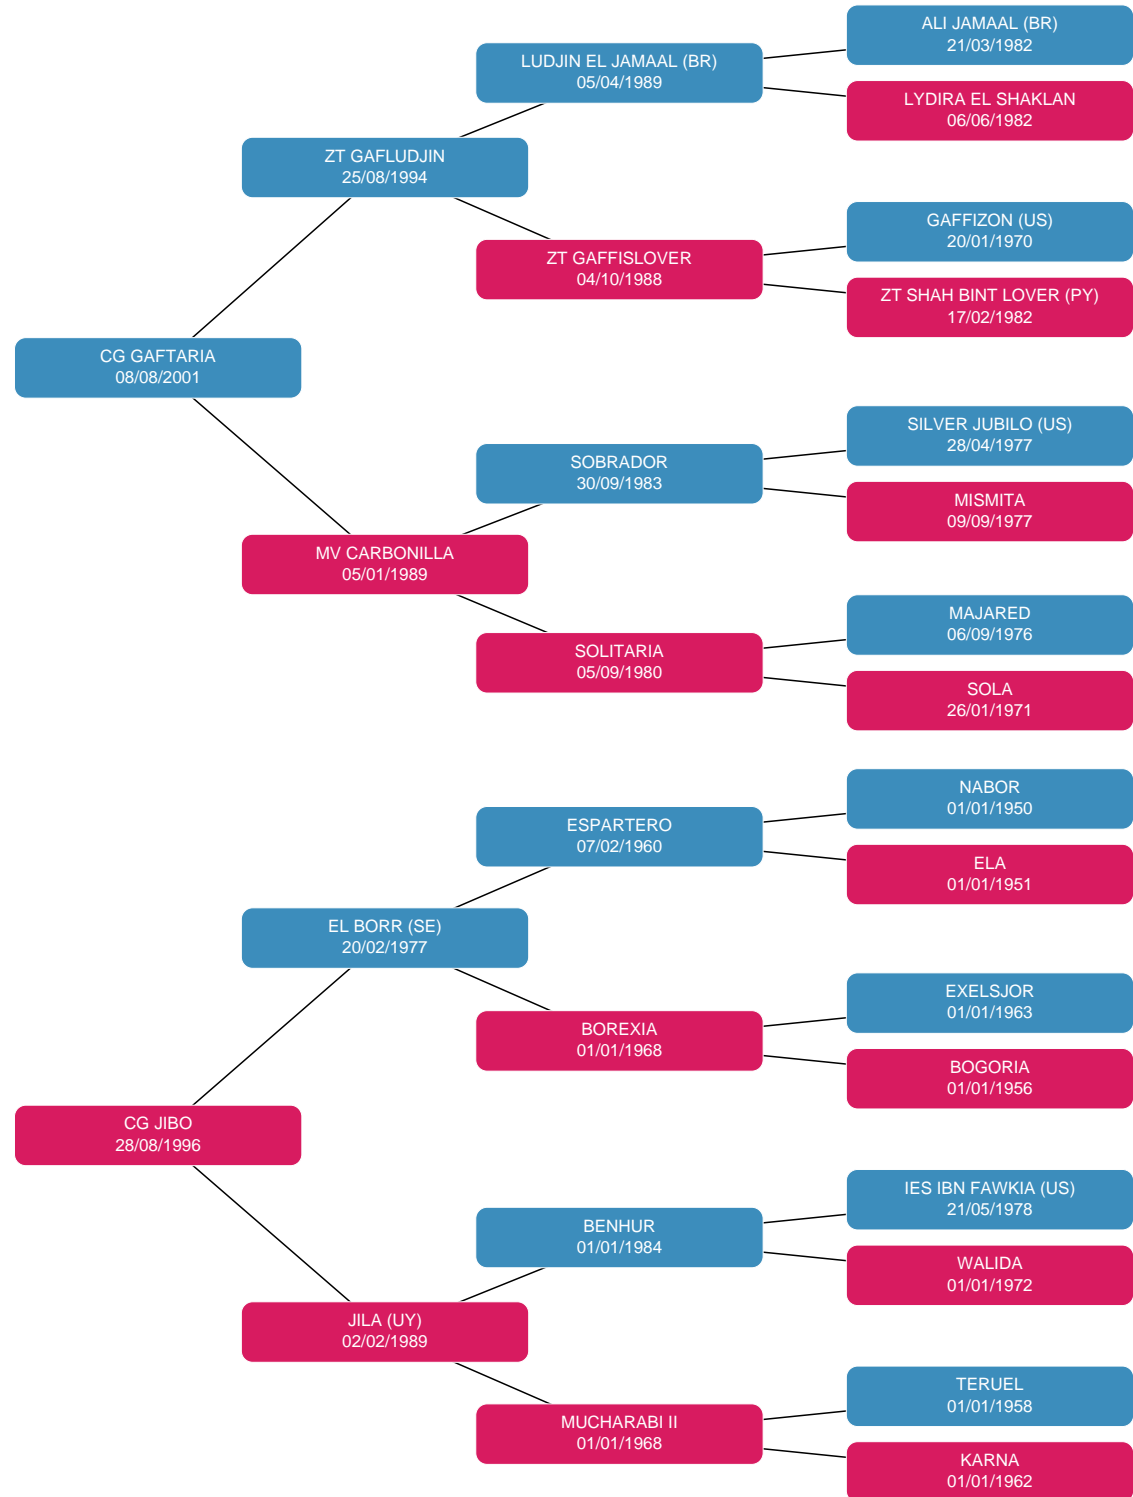 ALI JAMAAL (BR)
21/03/1982
LUDJIN EL JAMAAL (BR)
05/04/1989
LYDIRA EL SHAKLAN
06/06/1982
ZT GAFLUDJIN
25/08/1994
GAFFIZON (US)
20/01/1970
ZT GAFFISLOVER
04/10/1988
ZT SHAH BINT LOVER (PY)
17/02/1982
CG GAFTARIA
08/08/2001
SILVER JUBILO (US)
28/04/1977
SOBRADOR
30/09/1983
MISMITA
09/09/1977
MV CARBONILLA
05/01/1989
MAJARED
06/09/1976
SOLITARIA
05/09/1980
SOLA
26/01/1971
NABOR
01/01/1950
ESPARTERO
07/02/1960
ELA
01/01/1951
EL BORR (SE)
20/02/1977
EXELSJOR
01/01/1963
BOREXIA
01/01/1968
BOGORIA
01/01/1956
CG JIBO
28/08/1996
IES IBN FAWKIA (US)
21/05/1978
BENHUR
01/01/1984
WALIDA
01/01/1972
JILA (UY)
02/02/1989
TERUEL
01/01/1958
MUCHARABI II
01/01/1968
KARNA
01/01/1962